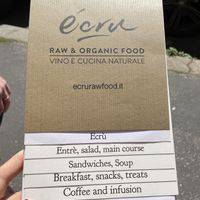 écru
RAW & ORGANIC FOOD
VINO E CUCINA NATURALE
ecrurawfood.it
Ecrù
Entrè, salad, main course
Sandwiches, Soup
Breakfast, snacks, treats
Coffee and infusion